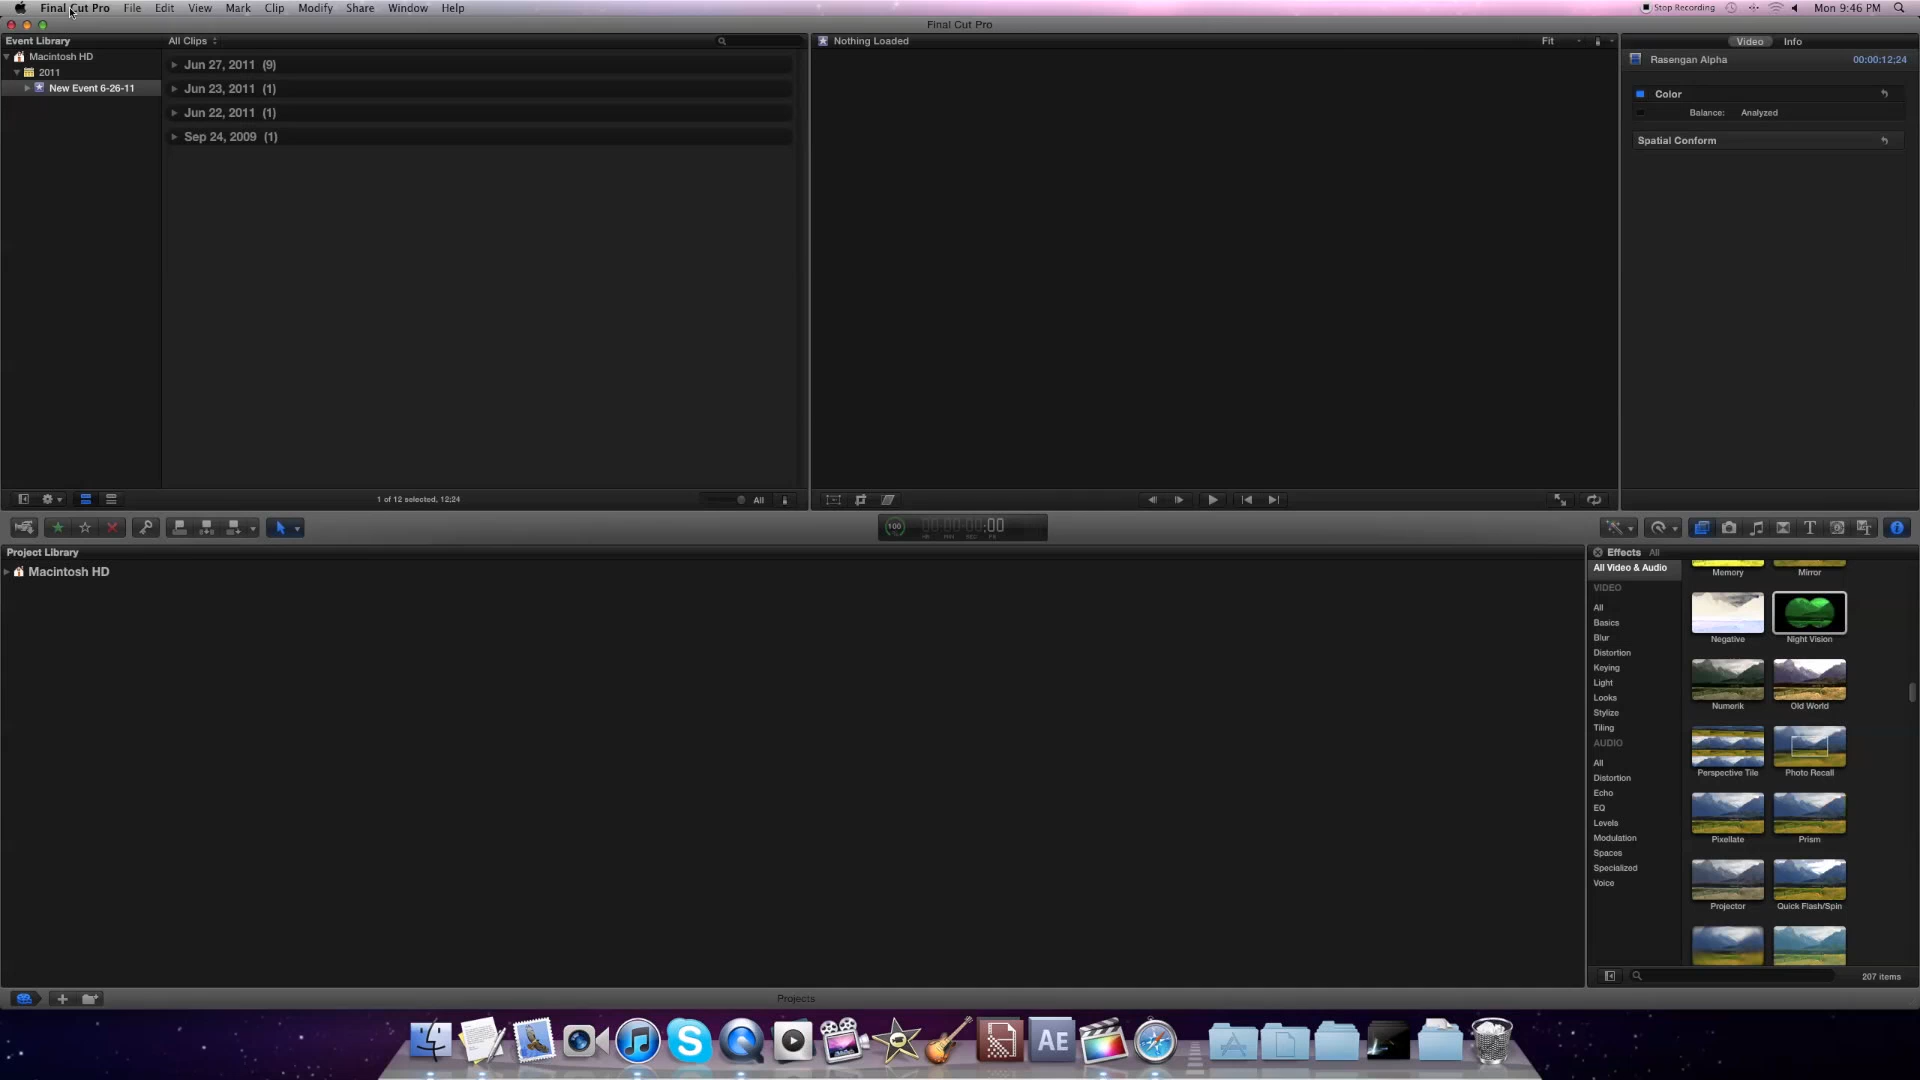 Final Cut Pro File Edit View Mark Clip Modify Share Window Help
Stop Recording Mon 9:46 PM
Final Cut Pro
Event Library
All Clips
Macintosh HD
2011
New Event 6-26-11
Jun 27, 2011 (9)
Jun 23, 2011 (1)
Jun 22, 2011 (1)
Sep 24, 2009 (1)
1 of 12 selected, 12;24
All
Nothing Loaded
Fit
Video Info
Rasengan Alpha 00:00:12;24
Color
Balance: Analyzed
Spatial Conform
100
:00
Project Library
Macintosh HD
Projects
Effects All
All Video & Audio
VIDEO
All
Basics
Blur
Distortion
Keying
Light
Looks
Stylize
Tiling
AUDIO
All
Distortion
Echo
EQ
Levels
Modulation
Spaces
Specialized
Voice
Memory Mirror
Negative Night Vision
Numerik Old World
Perspective Tile Photo Recall
Pixellate Prism
Projector Quick Flash/Spin
207 items
AE